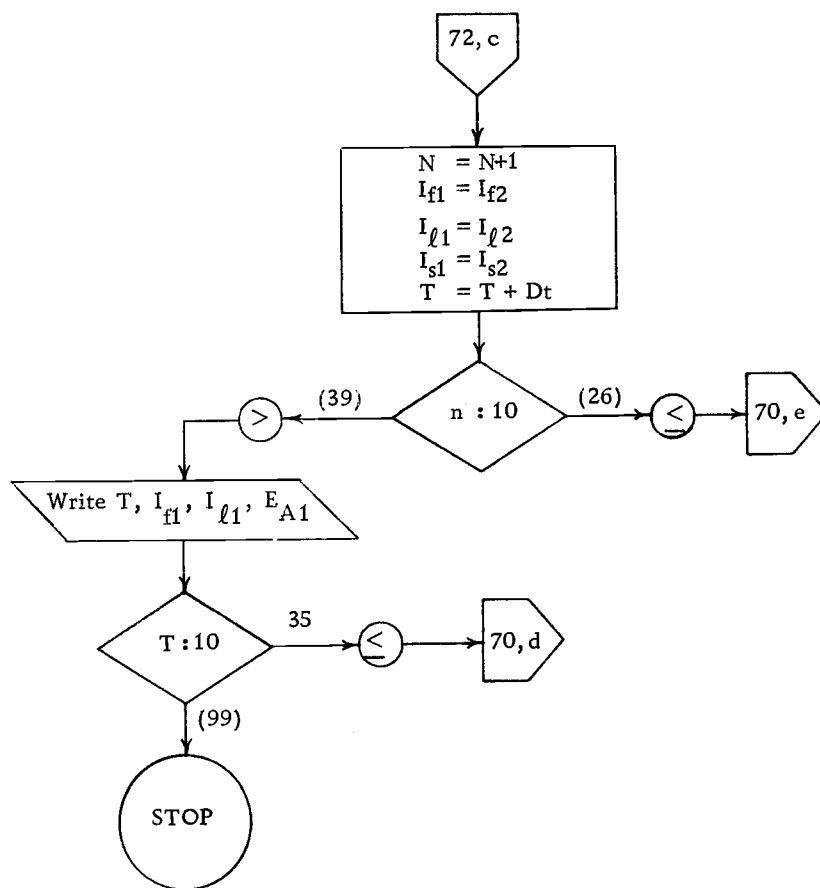 72, c
N = N+1
I_f1 = I_f2
I_ℓ1 = I_ℓ2
I_s1 = I_s2
T = T + Dt
(39)
(26)
>
n : 10
≤
70, e
Write T, I_f1, I_ℓ1, E_A1
35
T : 10
≤
70, d
(99)
STOP